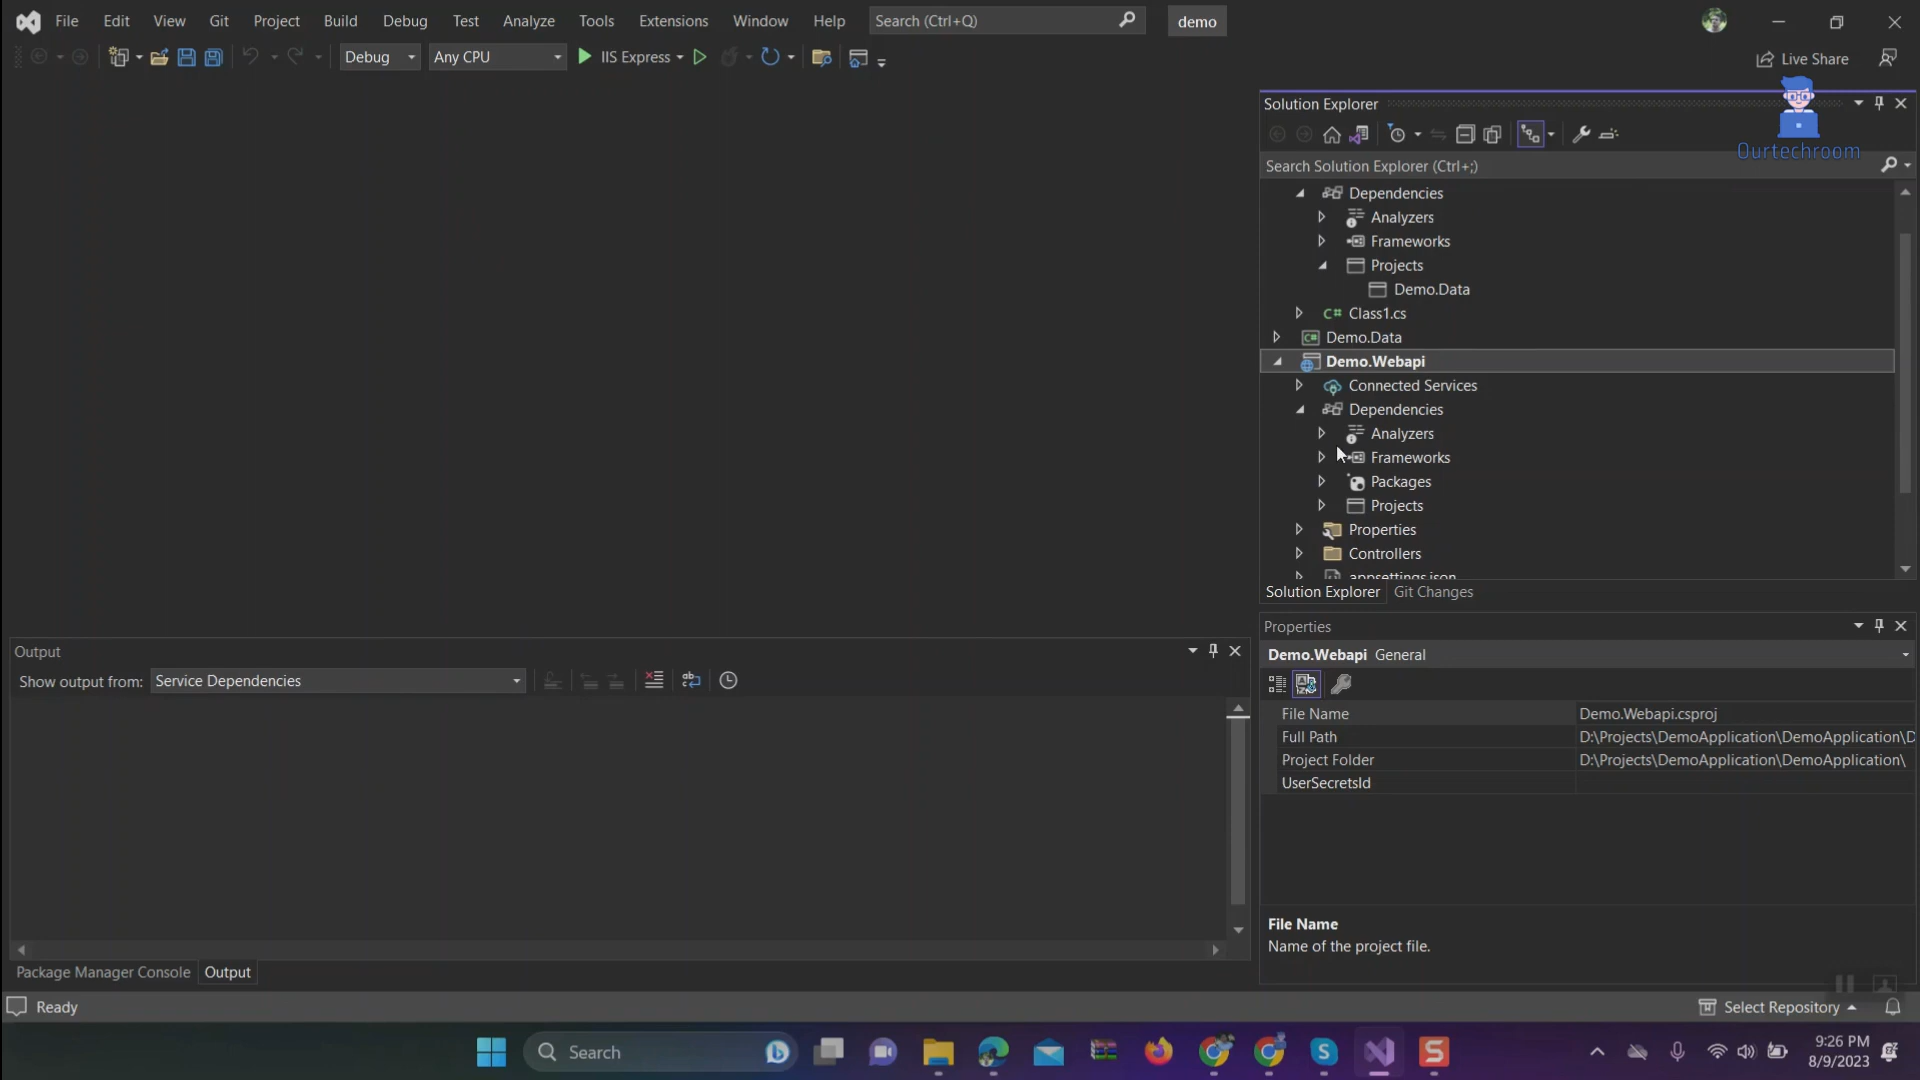 File Edit View Git Project Build Debug Test Analyze Tools Extensions Window Help Search (Ctrl+Q) demo
Debug Any CPU IIS Express Live Share
Solution Explorer
Ourtechroom
Search Solution Explorer (Ctrl+;)
Dependencies
Analyzers
Frameworks
Projects
Demo.Data
C# Class1.cs
C# Demo.Data
Demo.Webapi
Connected Services
Dependencies
Analyzers
Frameworks
Packages
Projects
Properties
Controllers
appsettings.json
Solution Explorer Git Changes
Properties
Demo.Webapi General
File Name Demo.Webapi.csproj
Full Path D:\Projects\DemoApplication\DemoApplication\D
Project Folder D:\Projects\DemoApplication\DemoApplication\
UserSecretsId
File Name
Name of the project file.
Output
Show output from: Service Dependencies
Package Manager Console Output
Ready Select Repository
Search
9:26 PM
8/9/2023